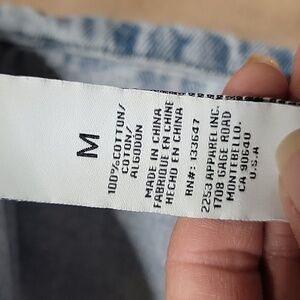 M
100%COTTON/
COTON/
ALGODON
MADE IN CHINA
FABRIQUE EN CHINE
HECHO EN CHINA
RN#: 133647
2253 APPAREL INC.
1708 GAGE ROAD
MONTEBELLO.
CA 90640
U.S.A